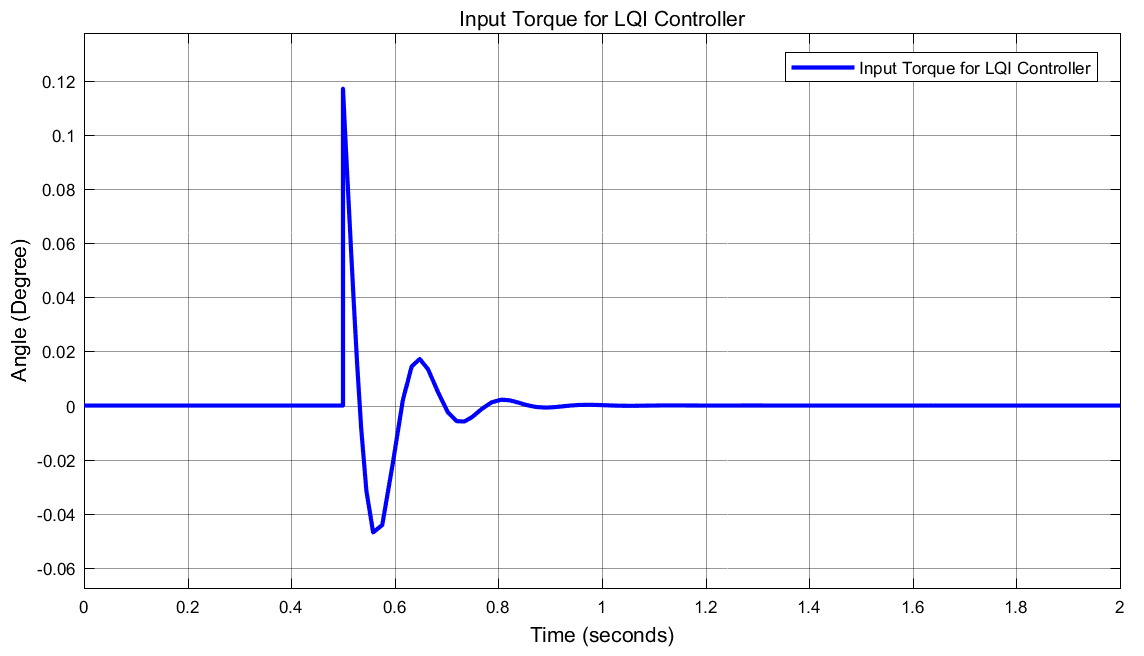 Input Torque for LQI Controller
Input Torque for LQI Controller
0.12
0.1
0.08
0.06
0.04
0.02
0
-0.02
-0.04
-0.06
Angle (Degree)
0 0.2 0.4 0.6 0.8 1 1.2 1.4 1.6 1.8 2
Time (seconds)